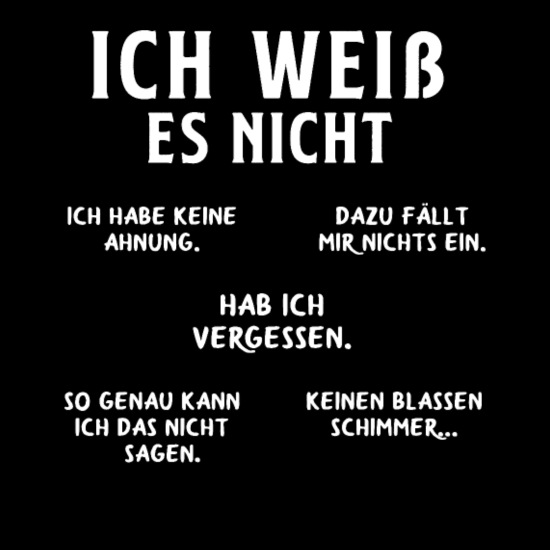 ICH WEIß
ES NICHT
ICH HABE KEINE
AHNUNG.
DAZU FÄLLT
MIR NICHTS EIN.
HAB ICH
VERGESSEN.
SO GENAU KANN
ICH DAS NICHT
SAGEN.
KEINEN BLASSEN
SCHIMMER...